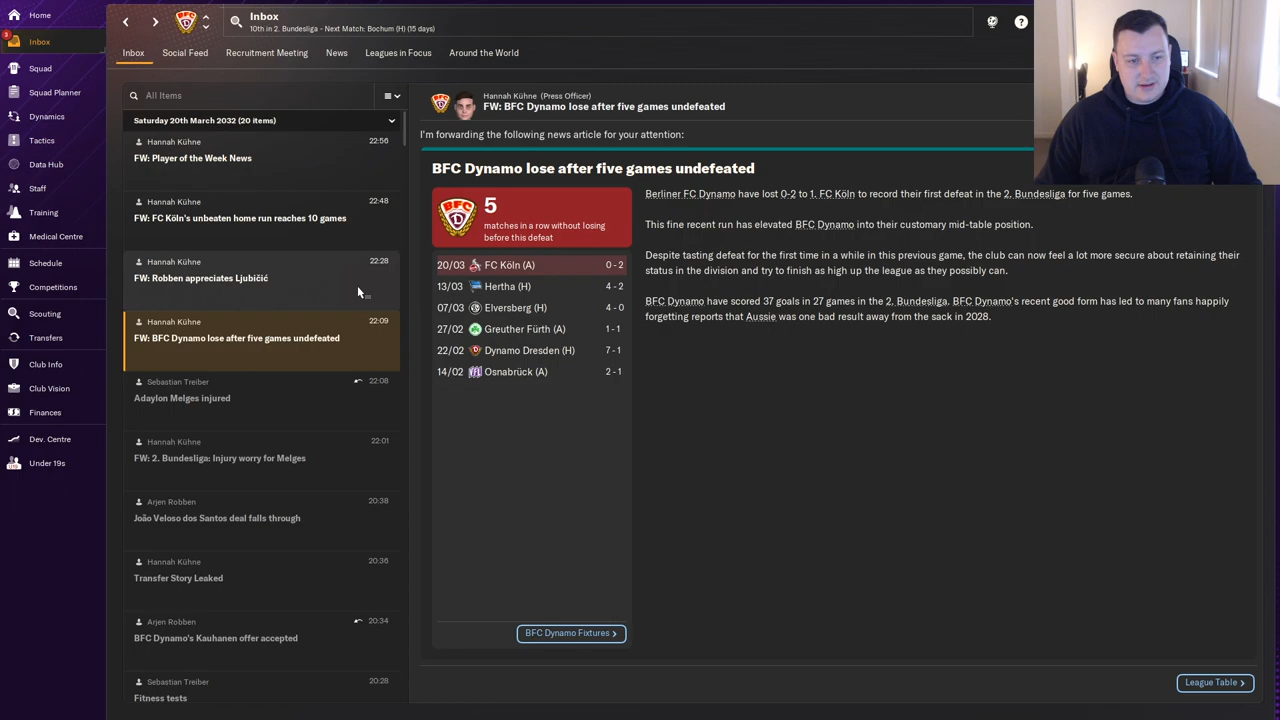 Home
Inbox
3
Squad
Squad Planner
Dynamics
Tactics
Data Hub
Staff
Training
Medical Centre
Schedule
Competitions
Scouting
Transfers
Club Info
Club Vision
Finances
Dev. Centre
Under 19s
Inbox
10th in 2. Bundesliga - Next Match: Bochum (H) (15 days)
?
Inbox
Social Feed
Recruitment Meeting
News
Leagues in Focus
Around the World
All Items
Saturday 20th March 2032 (20 items)
Hannah Kühne
22:56
FW: Player of the Week News
Hannah Kühne
22:48
FW: FC Köln's unbeaten home run reaches 10 games
Hannah Kühne
22:28
FW: Robben appreciates Ljubičić
Hannah Kühne
22:09
FW: BFC Dynamo lose after five games undefeated
Sebastian Treiber
22:08
Adaylon Melges injured
Hannah Kühne
22:01
FW: 2. Bundesliga: Injury worry for Melges
Arjen Robben
20:38
João Veloso dos Santos deal falls through
Hannah Kühne
20:36
Transfer Story Leaked
Arjen Robben
20:34
BFC Dynamo's Kauhanen offer accepted
Sebastian Treiber
20:28
Fitness tests
Hannah Kühne (Press Officer)
FW: BFC Dynamo lose after five games undefeated
I'm forwarding the following news article for your attention:
BFC Dynamo lose after five games undefeated
5
matches in a row without losing
before this defeat
20/03 FC Köln (A) 0 - 2
13/03 Hertha (H) 4 - 2
07/03 Elversberg (H) 4 - 0
27/02 Greuther Fürth (A) 1 - 1
22/02 Dynamo Dresden (H) 7 - 1
14/02 Osnabrück (A) 2 - 1
BFC Dynamo Fixtures
Berliner FC Dynamo have lost 0-2 to 1. FC Köln to record their first defeat in the 2. Bundesliga for five games.
This fine recent run has elevated BFC Dynamo into their customary mid-table position.
Despite tasting defeat for the first time in a while in this previous game, the club can now feel a lot more secure about retaining their
status in the division and try to finish as high up the league as they possibly can.
BFC Dynamo have scored 37 goals in 27 games in the 2. Bundesliga. BFC Dynamo's recent good form has led to many fans happily
forgetting reports that Aussie was one bad result away from the sack in 2028.
League Table